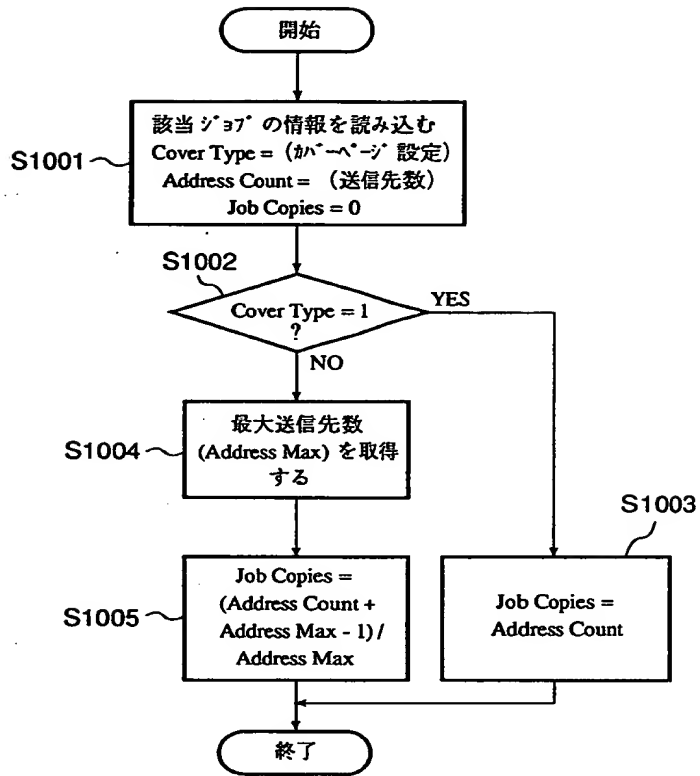 開始
S1001
該当 ｼﾞｮﾌﾞ の情報を読み込む
Cover Type = (ｶﾊﾞｰﾍﾟｰｼﾞ 設定)
Address Count = (送信先数)
Job Copies = 0
S1002
Cover Type = 1
?
YES
NO
S1004
最大送信先数
(Address Max) を取得
する
S1003
S1005
Job Copies =
(Address Count +
Address Max - 1) /
Address Max
Job Copies =
Address Count
終了